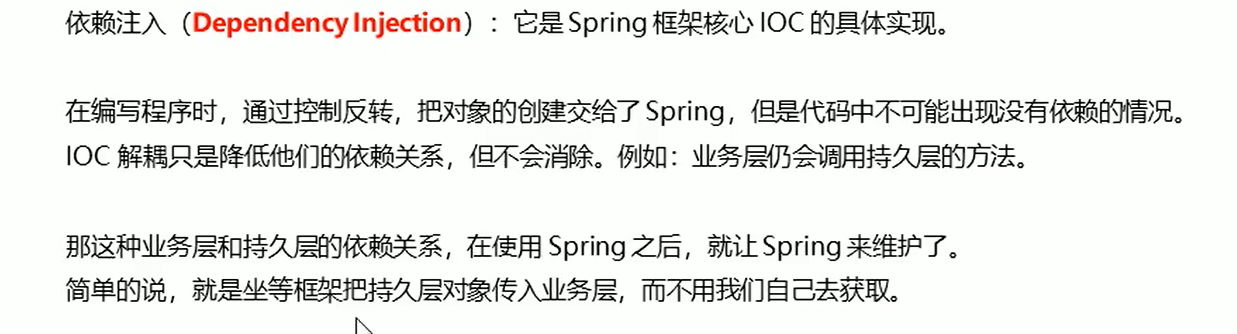 依赖注入（Dependency Injection）：它是 Spring 框架核心 IOC 的具体实现。
在编写程序时，通过控制反转，把对象的创建交给了 Spring，但是代码中不可能出现没有依赖的情况。
IOC 解耦只是降低他们的依赖关系，但不会消除。例如：业务层仍会调用持久层的方法。
那这种业务层和持久层的依赖关系，在使用 Spring 之后，就让 Spring 来维护了。
简单的说，就是坐等框架把持久层对象传入业务层，而不用我们自己去获取。